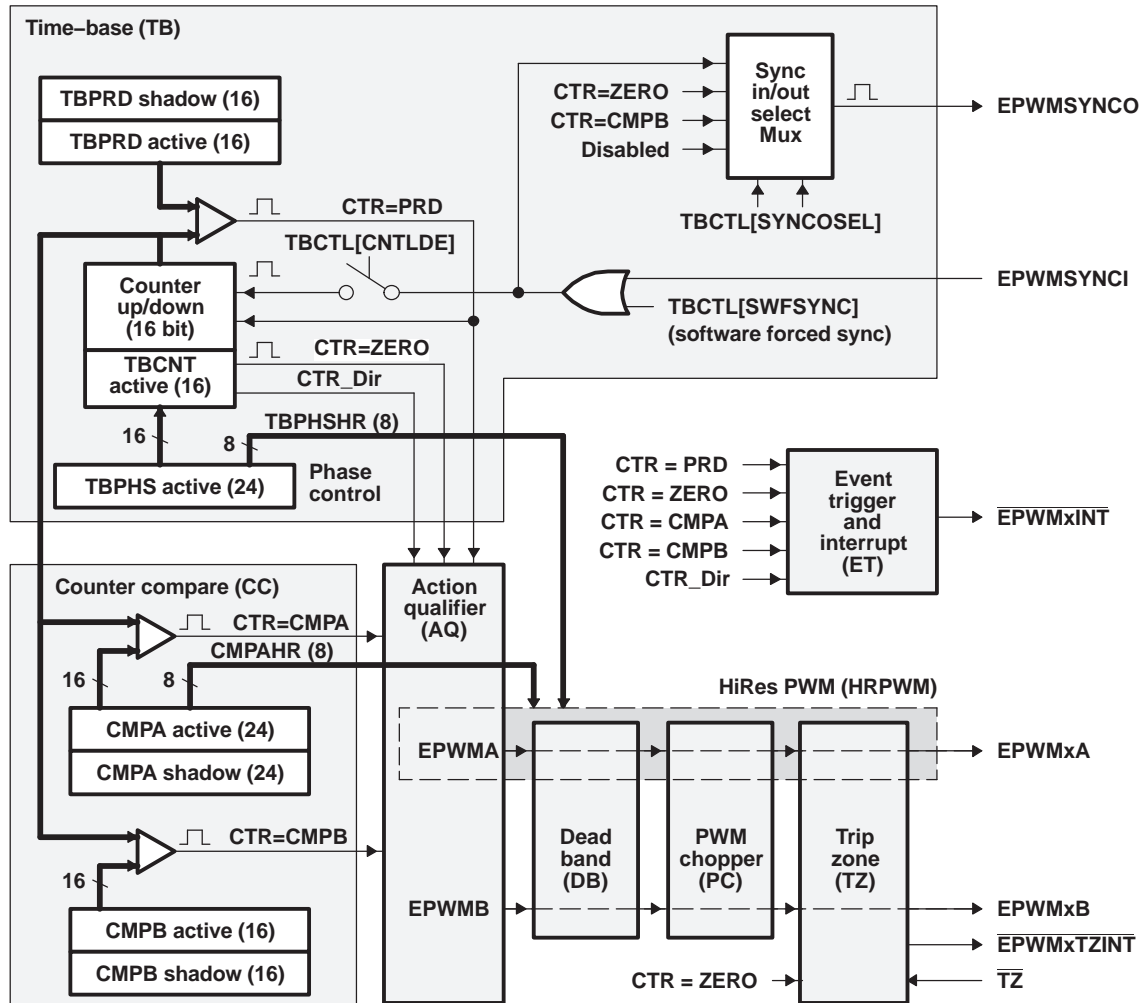 Time–base (TB)
TBPRD shadow (16)
TBPRD active (16)
CTR=PRD
TBCTL[CNTLDE]
Counter
up/down
(16 bit)
TBCNT
active (16)
CTR=ZERO
CTR_Dir
16
8
TBPHSHR (8)
TBPHS active (24)
Phase
control
CTR=ZERO
CTR=CMPB
Disabled
Sync
in/out
select
Mux
EPWMSYNCO
TBCTL[SYNCOSEL]
EPWMSYNCI
TBCTL[SWFSYNC]
(software forced sync)
CTR = PRD
CTR = ZERO
CTR = CMPA
CTR = CMPB
CTR_Dir
Event
trigger
and
interrupt
(ET)
EPWMxINT
Counter compare (CC)
CTR=CMPA
16
8
CMPAHR (8)
CMPA active (24)
CMPA shadow (24)
CTR=CMPB
16
CMPB active (16)
CMPB shadow (16)
Action
qualifier
(AQ)
HiRes PWM (HRPWM)
EPWMA
EPWMB
Dead
band
(DB)
PWM
chopper
(PC)
Trip
zone
(TZ)
EPWMxA
EPWMxB
EPWMxTZINT
TZ
CTR = ZERO